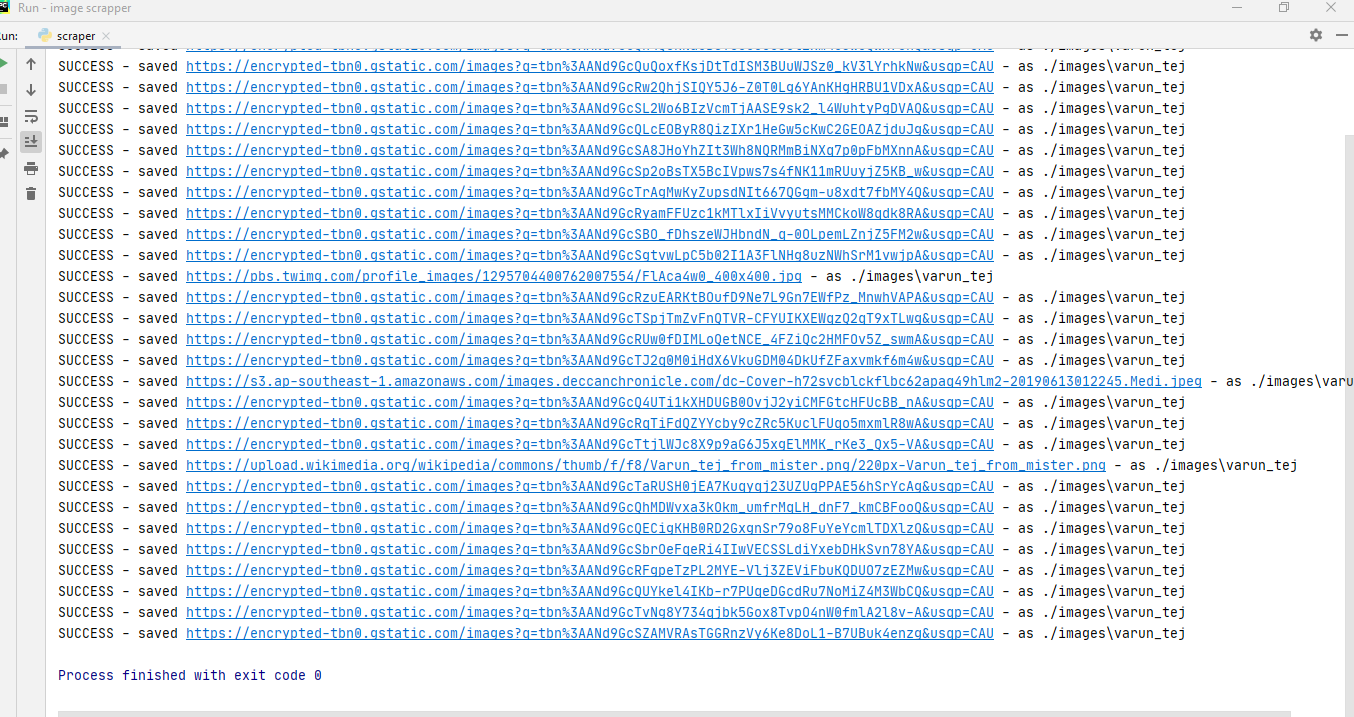 Run - image scrapper
un:
scraper
SUCCESS - saved https://encrypted-tbn0.gstatic.com/images?q=tbn%3AANd9GcQuQoxfKsjDtTdISM3BUuWJSz0_kV3lYrhkNw&usqp=CAU - as ./images\varun_tej
SUCCESS - saved https://encrypted-tbn0.gstatic.com/images?q=tbn%3AANd9GcRw2QhjSIQY5J6-Z0T0Lq6YAnKHqHRBU1VDxA&usqp=CAU - as ./images\varun_tej
SUCCESS - saved https://encrypted-tbn0.gstatic.com/images?q=tbn%3AANd9GcSL2Wo6BIzVcmTjAASE9sk2_l4WuhtyPqDVAQ&usqp=CAU - as ./images\varun_tej
SUCCESS - saved https://encrypted-tbn0.gstatic.com/images?q=tbn%3AANd9GcQLcEOByR8QizIXr1HeGw5cKwC2GEOAZjduJg&usqp=CAU - as ./images\varun_tej
SUCCESS - saved https://encrypted-tbn0.gstatic.com/images?q=tbn%3AANd9GcSA8JHoYhZIt3Wh8NQRMmBiNXq7p0pFbMXnnA&usqp=CAU - as ./images\varun_tej
SUCCESS - saved https://encrypted-tbn0.gstatic.com/images?q=tbn%3AANd9GcSp2oBsTX5BcIVpws7s4fNK11mRUuyjZ5KB_w&usqp=CAU - as ./images\varun_tej
SUCCESS - saved https://encrypted-tbn0.gstatic.com/images?q=tbn%3AANd9GcTrAqMwKyZupsdNIt667QGgm-u8xdt7fbMY4Q&usqp=CAU - as ./images\varun_tej
SUCCESS - saved https://encrypted-tbn0.gstatic.com/images?q=tbn%3AANd9GcRyamFFUzc1kMTlxIiVvyutsMMCkoW8gdk8RA&usqp=CAU - as ./images\varun_tej
SUCCESS - saved https://encrypted-tbn0.gstatic.com/images?q=tbn%3AANd9GcSBO_fDhszeWJHbndN_q-0OLpemLZnjZ5FM2w&usqp=CAU - as ./images\varun_tej
SUCCESS - saved https://encrypted-tbn0.gstatic.com/images?q=tbn%3AANd9GcSgtvwLpC5b02I1A3FlNHg8uzNWhSrM1vwjpA&usqp=CAU - as ./images\varun_tej
SUCCESS - saved https://pbs.twimg.com/profile_images/1295704400762007554/FlAca4w0_400x400.jpg - as ./images\varun_tej
SUCCESS - saved https://encrypted-tbn0.gstatic.com/images?q=tbn%3AANd9GcRzuEARKtBOufD9Ne7L9Gn7EWfPz_MnwhVAPA&usqp=CAU - as ./images\varun_tej
SUCCESS - saved https://encrypted-tbn0.gstatic.com/images?q=tbn%3AANd9GcTSpjTmZvFnQTVR-CFYUIKXEWgzQ2qT9xTLwg&usqp=CAU - as ./images\varun_tej
SUCCESS - saved https://encrypted-tbn0.gstatic.com/images?q=tbn%3AANd9GcRUw0fDIMLoQetNCE_4FZiQc2HMFOv5Z_swmA&usqp=CAU - as ./images\varun_tej
SUCCESS - saved https://encrypted-tbn0.gstatic.com/images?q=tbn%3AANd9GcTJ2q0M0iHdX6VkuGDM04DkUfZFaxvmkf6m4w&usqp=CAU - as ./images\varun_tej
SUCCESS - saved https://s3.ap-southeast-1.amazonaws.com/images.deccanchronicle.com/dc-Cover-h72svcblckflbc62apaq49hlm2-20190613012245.Medi.jpeg - as ./images\varu
SUCCESS - saved https://encrypted-tbn0.gstatic.com/images?q=tbn%3AANd9GcQ4UTi1kXHDUGB0OvjJ2yiCMFGtcHFUcBB_nA&usqp=CAU - as ./images\varun_tej
SUCCESS - saved https://encrypted-tbn0.gstatic.com/images?q=tbn%3AANd9GcRqTiFdQZYYcby9cZRc5KuclFUqo5mxmlR8wA&usqp=CAU - as ./images\varun_tej
SUCCESS - saved https://encrypted-tbn0.gstatic.com/images?q=tbn%3AANd9GcTtjlWJc8X9p9aG6J5xqElMMK_rKe3_Qx5-VA&usqp=CAU - as ./images\varun_tej
SUCCESS - saved https://upload.wikimedia.org/wikipedia/commons/thumb/f/f8/Varun_tej_from_mister.png/220px-Varun_tej_from_mister.png - as ./images\varun_tej
SUCCESS - saved https://encrypted-tbn0.gstatic.com/images?q=tbn%3AANd9GcTaRUSH0jEA7Kuqyqj23UZUgPPAE56hSrYcAg&usqp=CAU - as ./images\varun_tej
SUCCESS - saved https://encrypted-tbn0.gstatic.com/images?q=tbn%3AANd9GcQhMDWvxa3kOkm_umfrMqLH_dnF7_kmCBFooQ&usqp=CAU - as ./images\varun_tej
SUCCESS - saved https://encrypted-tbn0.gstatic.com/images?q=tbn%3AANd9GcQECiqKHB0RD2GxgnSr79o8FuYeYcmlTDXlzQ&usqp=CAU - as ./images\varun_tej
SUCCESS - saved https://encrypted-tbn0.gstatic.com/images?q=tbn%3AANd9GcSbrOeFqeRi4IIwVECSSLdiYxebDHkSvn78YA&usqp=CAU - as ./images\varun_tej
SUCCESS - saved https://encrypted-tbn0.gstatic.com/images?q=tbn%3AANd9GcRFgpeTzPL2MYE-Vlj3ZEViFbuKQDUO7zEZMw&usqp=CAU - as ./images\varun_tej
SUCCESS - saved https://encrypted-tbn0.gstatic.com/images?q=tbn%3AANd9GcQUYkel4IKb-r7PUqeDGcdRu7NoMiZ4M3WbCQ&usqp=CAU - as ./images\varun_tej
SUCCESS - saved https://encrypted-tbn0.gstatic.com/images?q=tbn%3AANd9GcTvNq8Y734qjbk5Gox8TvpO4nW0fmlA2l8v-A&usqp=CAU - as ./images\varun_tej
SUCCESS - saved https://encrypted-tbn0.gstatic.com/images?q=tbn%3AANd9GcSZAMVRAsTGGRnzVy6Ke8DoL1-B7UBuk4enzg&usqp=CAU - as ./images\varun_tej
Process finished with exit code 0